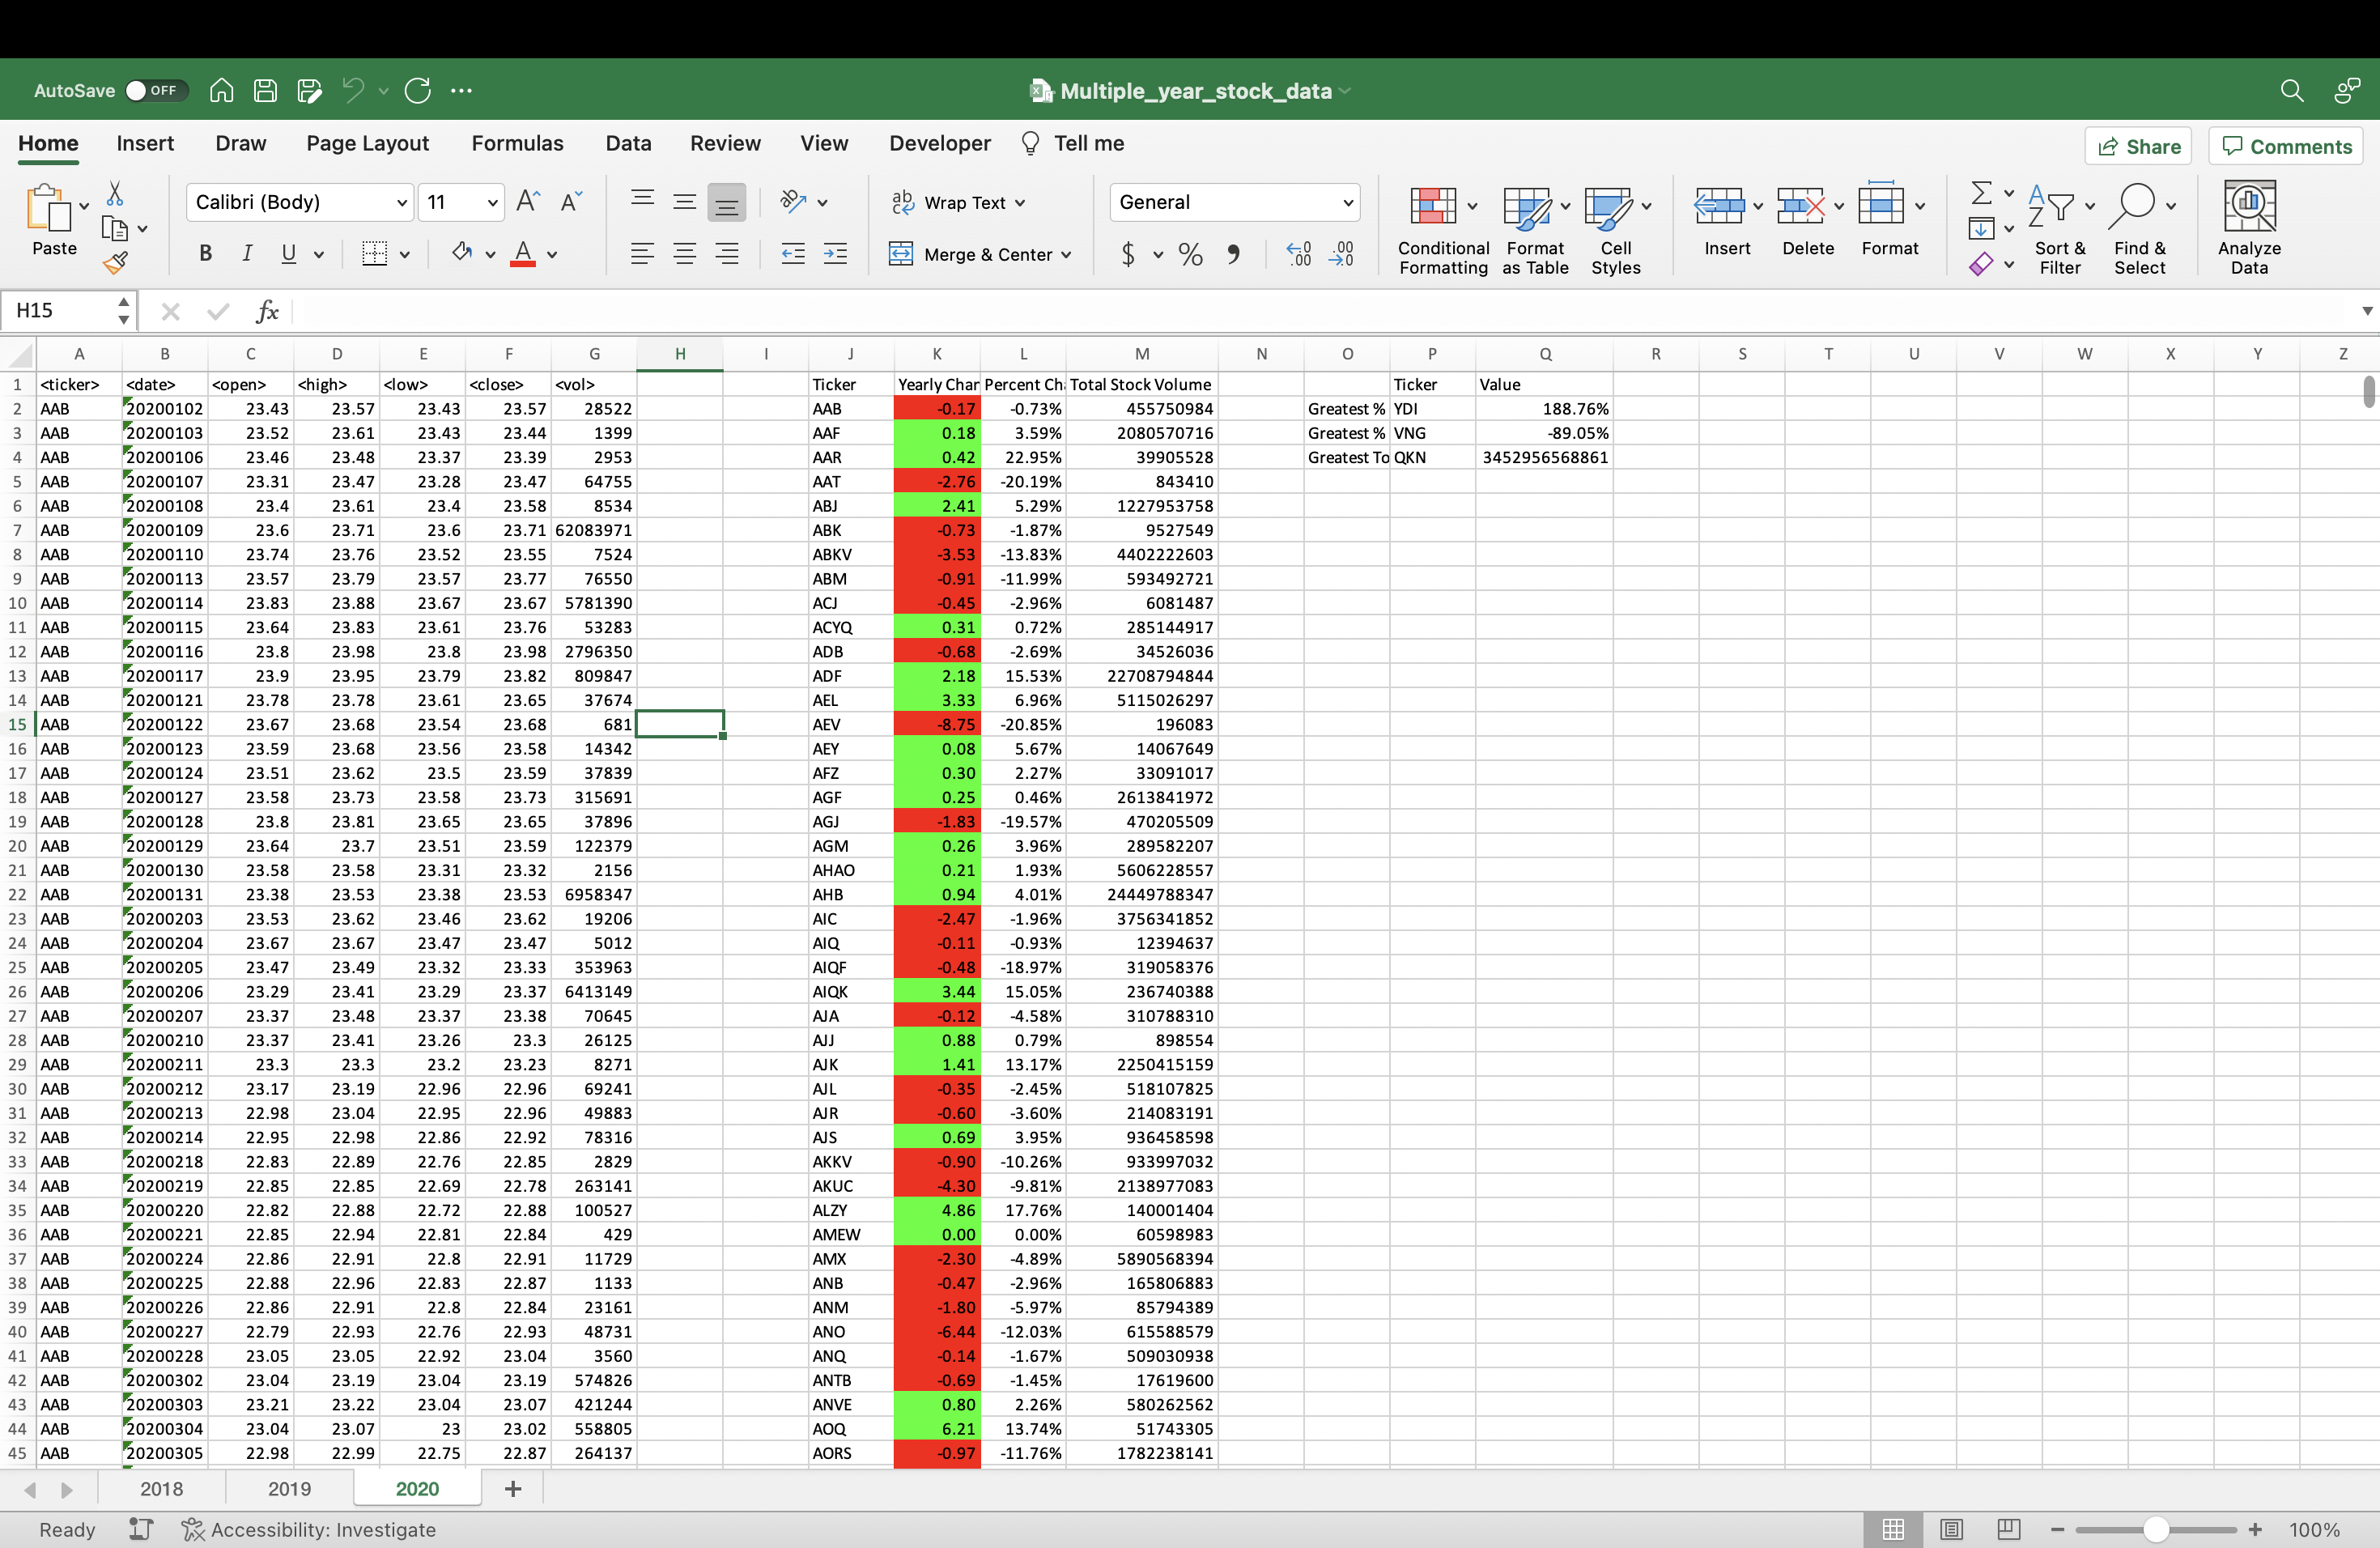 AutoSave OFF Multiple_year_stock_data
Home Insert Draw Page Layout Formulas Data Review View Developer Tell me Share Comments
Paste Calibri (Body) 11 A A Wrap Text General Conditional Formatting Format as Table Cell Styles Insert Delete Format Sort & Filter Find & Select Analyze Data
B I U A Merge & Center $ % 9
H15 fx
A B C D E F G H I J K L M N O P Q R S T U V W X Y Z
1 <ticker> <date> <open> <high> <low> <close> <vol> Ticker Yearly Char Percent Ch Total Stock Volume Ticker Value
2 AAB 20200102 23.43 23.57 23.43 23.57 28522 AAB -0.17 -0.73% 455750984 Greatest % YDI 188.76%
3 AAB 20200103 23.52 23.61 23.43 23.44 1399 AAF 0.18 3.59% 2080570716 Greatest % VNG -89.05%
4 AAB 20200106 23.46 23.48 23.37 23.39 2953 AAR 0.42 22.95% 39905528 Greatest To QKN 3452956568861
5 AAB 20200107 23.31 23.47 23.28 23.47 64755 AAT -2.76 -20.19% 843410
6 AAB 20200108 23.4 23.61 23.4 23.58 8534 ABJ 2.41 5.29% 1227953758
7 AAB 20200109 23.6 23.71 23.6 23.71 62083971 ABK -0.73 -1.87% 9527549
8 AAB 20200110 23.74 23.76 23.52 23.55 7524 ABKV -3.53 -13.83% 4402222603
9 AAB 20200113 23.57 23.79 23.57 23.77 76550 ABM -0.91 -11.99% 593492721
10 AAB 20200114 23.83 23.88 23.67 23.67 5781390 ACJ -0.45 -2.96% 6081487
11 AAB 20200115 23.64 23.83 23.61 23.76 53283 ACYQ 0.31 0.72% 285144917
12 AAB 20200116 23.8 23.98 23.8 23.98 2796350 ADB -0.68 -2.69% 34526036
13 AAB 20200117 23.9 23.95 23.79 23.82 809847 ADF 2.18 15.53% 22708794844
14 AAB 20200121 23.78 23.78 23.61 23.65 37674 AEL 3.33 6.96% 5115026297
15 AAB 20200122 23.67 23.68 23.54 23.68 681 AEV -8.75 -20.85% 196083
16 AAB 20200123 23.59 23.68 23.56 23.58 14342 AEY 0.08 5.67% 14067649
17 AAB 20200124 23.51 23.62 23.5 23.59 37839 AFZ 0.30 2.27% 33091017
18 AAB 20200127 23.58 23.73 23.58 23.73 315691 AGF 0.25 0.46% 2613841972
19 AAB 20200128 23.8 23.81 23.65 23.65 37896 AGJ -1.83 -19.57% 470205509
20 AAB 20200129 23.64 23.7 23.51 23.59 122379 AGM 0.26 3.96% 289582207
21 AAB 20200130 23.58 23.58 23.31 23.32 2156 AHAO 0.21 1.93% 5606228557
22 AAB 20200131 23.38 23.53 23.38 23.53 6958347 AHB 0.94 4.01% 24449788347
23 AAB 20200203 23.53 23.62 23.46 23.62 19206 AIC -2.47 -1.96% 3756341852
24 AAB 20200204 23.67 23.67 23.47 23.47 5012 AIQ -0.11 -0.93% 12394637
25 AAB 20200205 23.47 23.49 23.32 23.33 353963 AIQF -0.48 -18.97% 319058376
26 AAB 20200206 23.29 23.41 23.29 23.37 6413149 AIQK 3.44 15.05% 236740388
27 AAB 20200207 23.37 23.48 23.37 23.38 70645 AJA -0.12 -4.58% 310788310
28 AAB 20200210 23.37 23.41 23.26 23.3 26125 AJJ 0.88 0.79% 898554
29 AAB 20200211 23.3 23.3 23.2 23.23 8271 AJK 1.41 13.17% 2250415159
30 AAB 20200212 23.17 23.19 22.96 22.96 69241 AJL -0.35 -2.45% 518107825
31 AAB 20200213 22.98 23.04 22.95 22.96 49883 AJR -0.60 -3.60% 214083191
32 AAB 20200214 22.95 22.98 22.86 22.92 78316 AJS 0.69 3.95% 936458598
33 AAB 20200218 22.83 22.89 22.76 22.85 2829 AKKV -0.90 -10.26% 933997032
34 AAB 20200219 22.85 22.85 22.69 22.78 263141 AKUC -4.30 -9.81% 2138977083
35 AAB 20200220 22.82 22.88 22.72 22.88 100527 ALZY 4.86 17.76% 140001404
36 AAB 20200221 22.85 22.94 22.81 22.84 429 AMEW 0.00 0.00% 60598983
37 AAB 20200224 22.86 22.91 22.8 22.91 11729 AMX -2.30 -4.89% 5890568394
38 AAB 20200225 22.88 22.96 22.83 22.87 1133 ANB -0.47 -2.96% 165806883
39 AAB 20200226 22.86 22.91 22.8 22.84 23161 ANM -1.80 -5.97% 85794389
40 AAB 20200227 22.79 22.93 22.76 22.93 48731 ANO -6.44 -12.03% 615588579
41 AAB 20200228 23.05 23.05 22.92 23.04 3560 ANQ -0.14 -1.67% 509030938
42 AAB 20200302 23.04 23.19 23.04 23.19 574826 ANTB -0.69 -1.45% 17619600
43 AAB 20200303 23.21 23.22 23.04 23.07 421244 ANVE 0.80 2.26% 580262562
44 AAB 20200304 23.04 23.07 23 23.02 558805 AOQ 6.21 13.74% 51743305
45 AAB 20200305 22.98 22.99 22.75 22.87 264137 AORS -0.97 -11.76% 1782238141
2018 2019 2020 +
Ready Accessibility: Investigate 100%